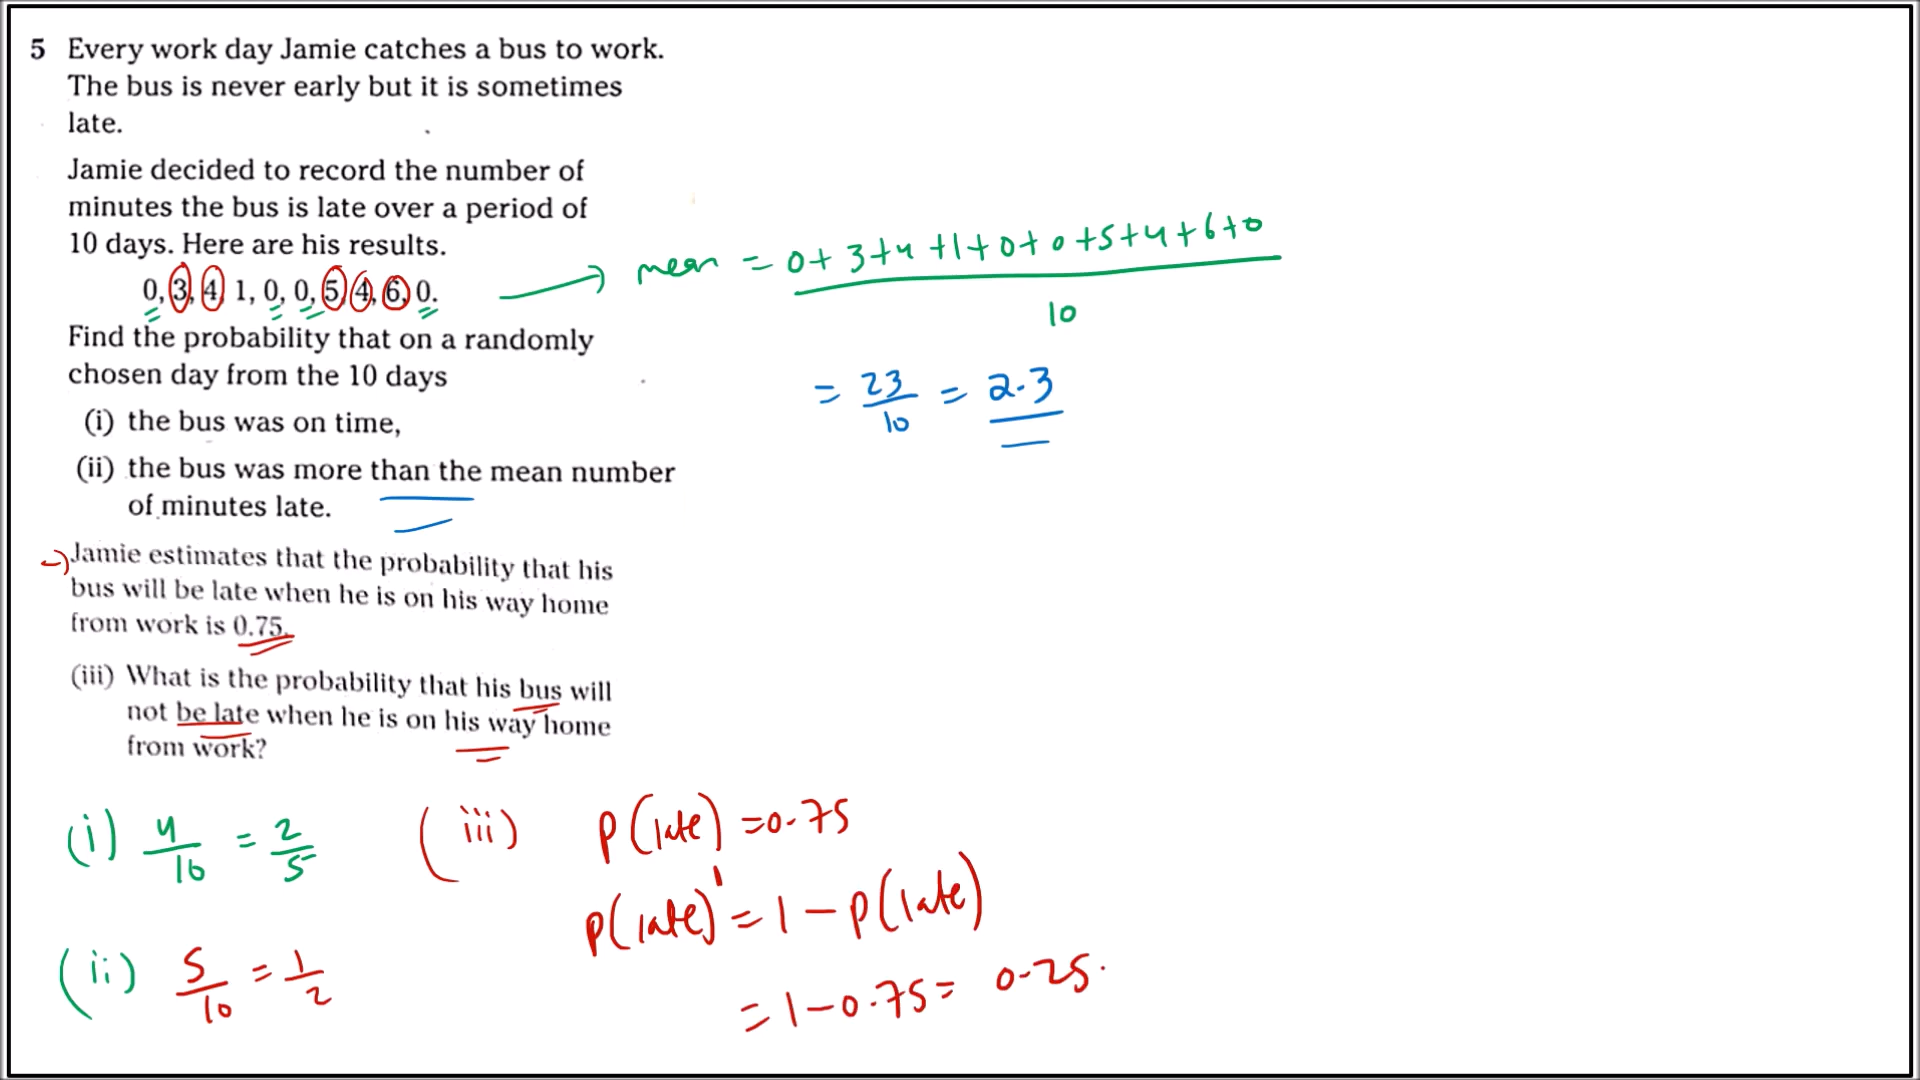 5 Every work day Jamie catches a bus to work.
The bus is never early but it is sometimes
late.
Jamie decided to record the number of
minutes the bus is late over a period of
10 days. Here are his results.
0, 3, 4, 1, 0, 0, 5, 4, 6, 0.
mean = 0+ 3+4 +1+0+0+5+4+6+0
10
= 23/10 = 2.3
Find the probability that on a randomly
chosen day from the 10 days
(i) the bus was on time,
(ii) the bus was more than the mean number
of minutes late.
Jamie estimates that the probability that his
bus will be late when he is on his way home
from work is 0.75.
(iii) What is the probability that his bus will
not be late when he is on his way home
from work?
(i) 4/10 = 2/5
(ii) 5/10 = 1/2
(iii) P(late) =0.75
P(late)' = 1 - P(late)
= 1-0.75= 0.25.